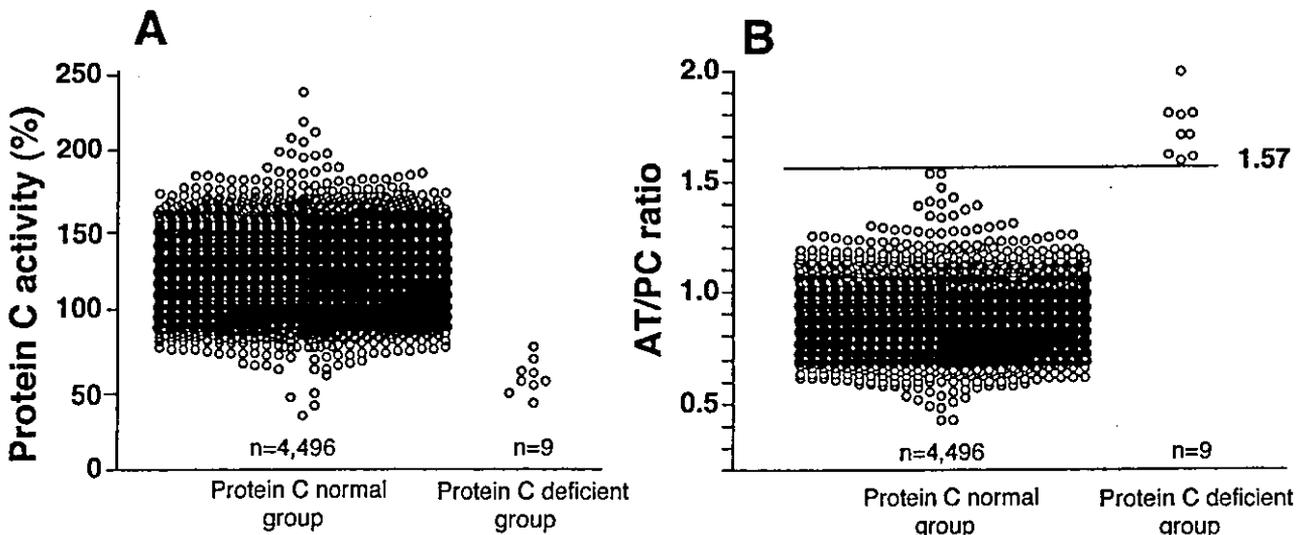 A
Protein C activity (%)
250
200
150
100
50
0
n=4,496
n=9
Protein C normal
group
Protein C deficient
group
B
AT/PC ratio
2.0
1.5
1.0
0.5
1.57
n=4,496
n=9
Protein C normal
group
Protein C deficient
group